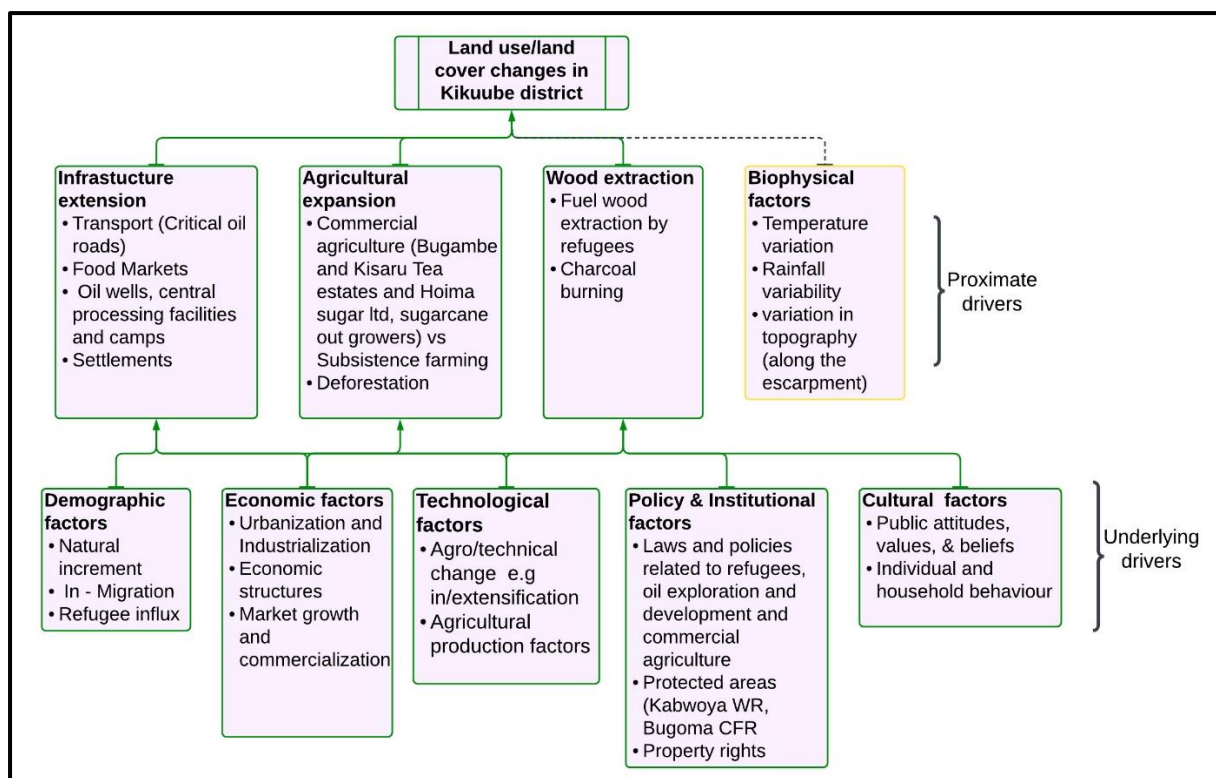 Land use/land
cover changes in
Kikuube district
Infrastucture
extension
• Transport (Critical oil
roads)
• Food Markets
• Oil wells, central
processing facilities
and camps
• Settlements
Agricultural
expansion
• Commercial
agriculture (Bugambe
and Kisaru Tea
estates and Hoima
sugar ltd, sugarcane
out growers) vs
Subsistence farming
• Deforestation
Wood extraction
• Fuel wood
extraction by
refugees
• Charcoal
burning
Biophysical
factors
• Temperature
variation
• Rainfall
variability
• variation in
topography
(along the
escarpment)
Proximate
drivers
Demographic
factors
• Natural
increment
• In - Migration
• Refugee influx
Economic factors
• Urbanization and
Industrialization
• Economic
structures
• Market growth
and
commercialization
Technological
factors
• Agro/technical
change e.g
in/extensification
• Agricultural
production factors
Policy & Institutional
factors
• Laws and policies
related to refugees,
oil exploration and
development and
commercial
agriculture
• Protected areas
(Kabwoya WR,
Bugoma CFR
• Property rights
Cultural factors
• Public attitudes,
values, & beliefs
• Individual and
household behaviour
Underlying
drivers